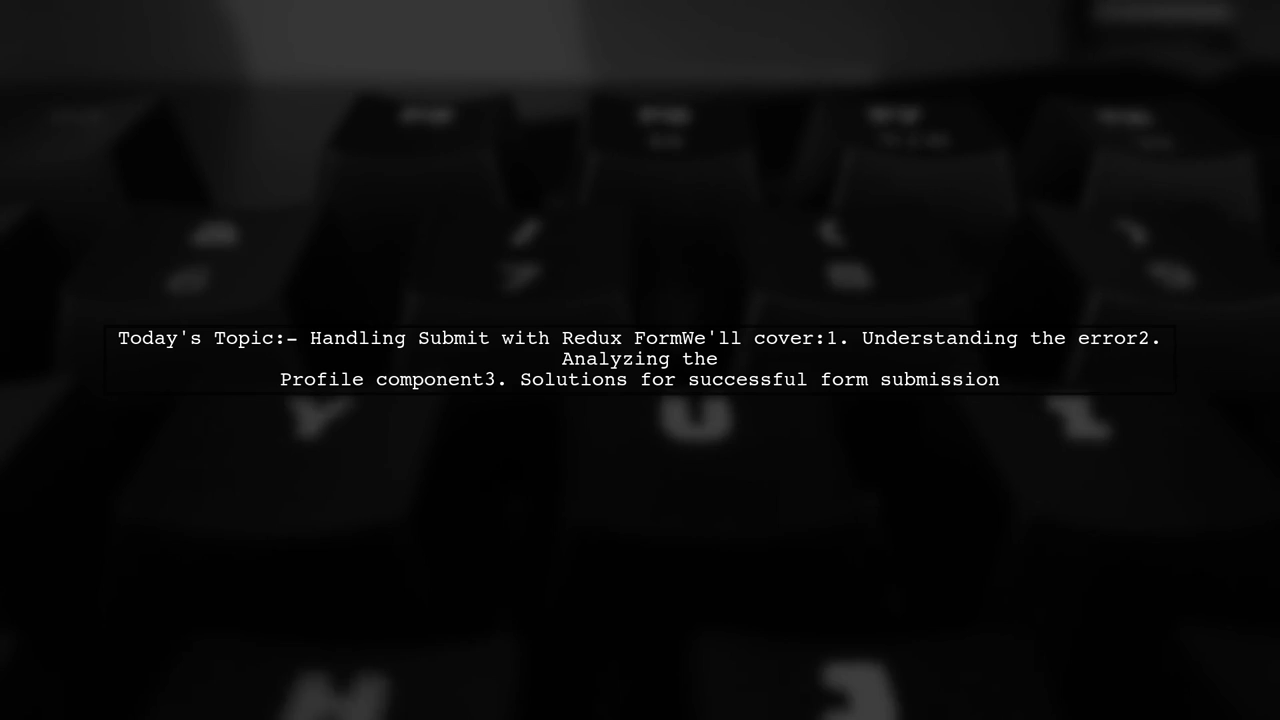 Today's Topic:- Handling Submit with Redux FormWe'll cover:1. Understanding the error2.
Analyzing the
Profile component3. Solutions for successful form submission